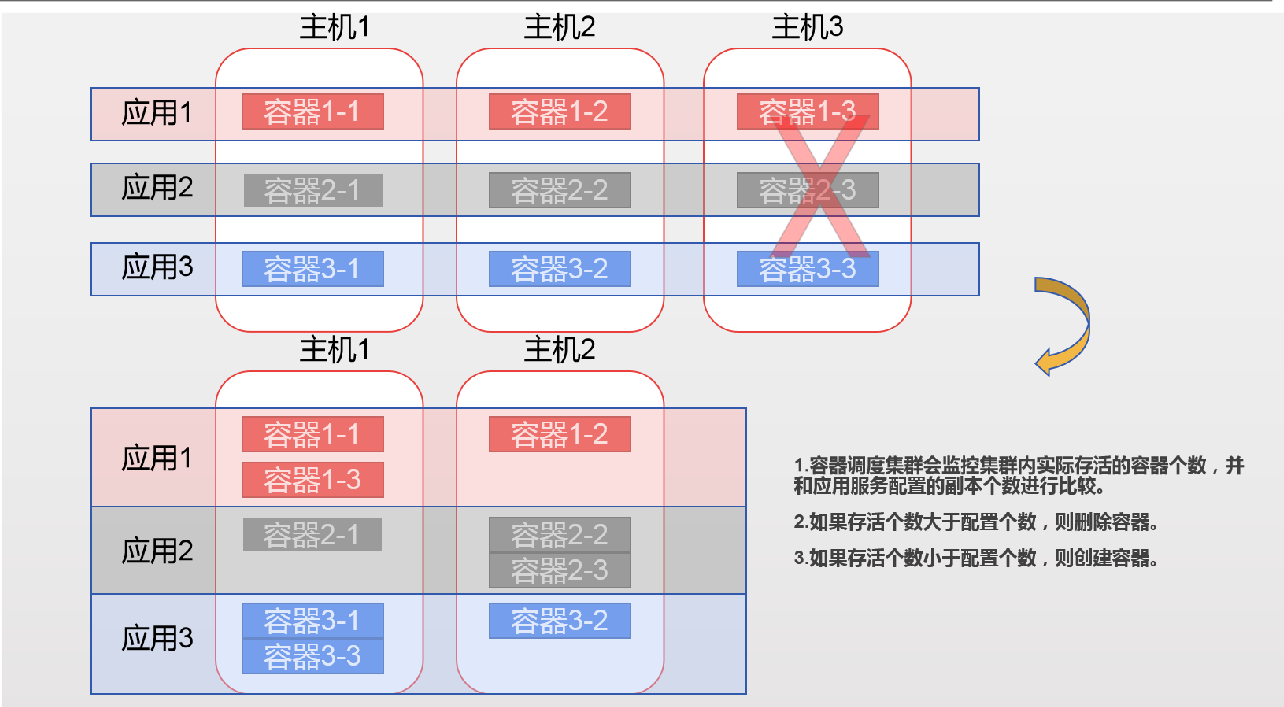 主机1 主机2 主机3
应用1 容器1-1 容器1-2 容器1-3
应用2 容器2-1 容器2-2 容器2-3
应用3 容器3-1 容器3-2 容器3-3
主机1 主机2
应用1 容器1-1 容器1-2
容器1-3
应用2 容器2-1 容器2-2
容器2-3
应用3 容器3-1 容器3-2
容器3-3
1.容器调度集群会监控集群内实际存活的容器个数，并
和应用服务配置的副本个数进行比较。
2.如果存活个数大于配置个数，则删除容器。
3.如果存活个数小于配置个数，则创建容器。